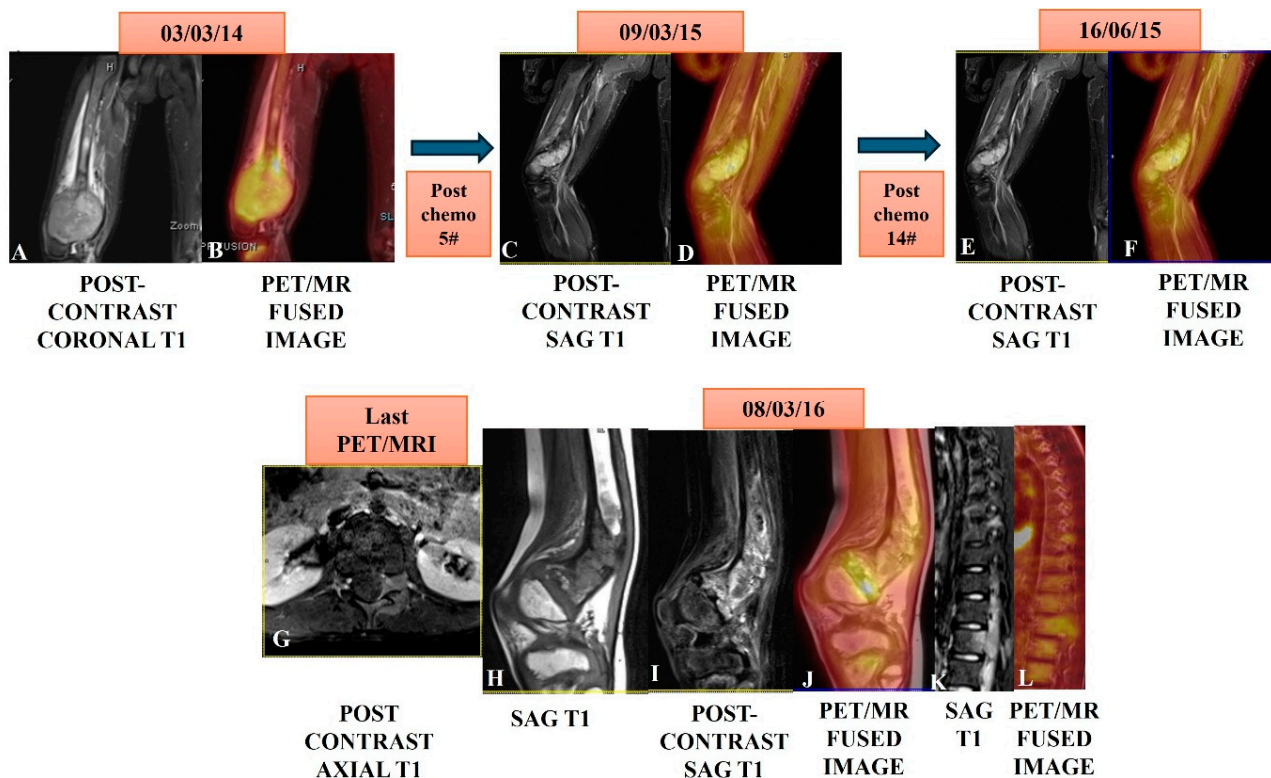 03/03/14
09/03/15
16/06/15
H
H
Zoom
SL
PRCUSION
A
B
C
D
E
F
Post
chemo
5#
Post
chemo
14#
POST-
CONTRAST
CORONAL T1
PET/MR
FUSED
IMAGE
POST-
CONTRAST
SAG T1
PET/MR
FUSED
IMAGE
POST-
CONTRAST
SAG T1
PET/MR
FUSED
IMAGE
Last
PET/MRI
08/03/16
G
H
I
J
K
L
POST
CONTRAST
AXIAL T1
SAG T1
POST-
CONTRAST
SAG T1
PET/MR
FUSED
IMAGE
SAG
T1
PET/MR
FUSED
IMAGE